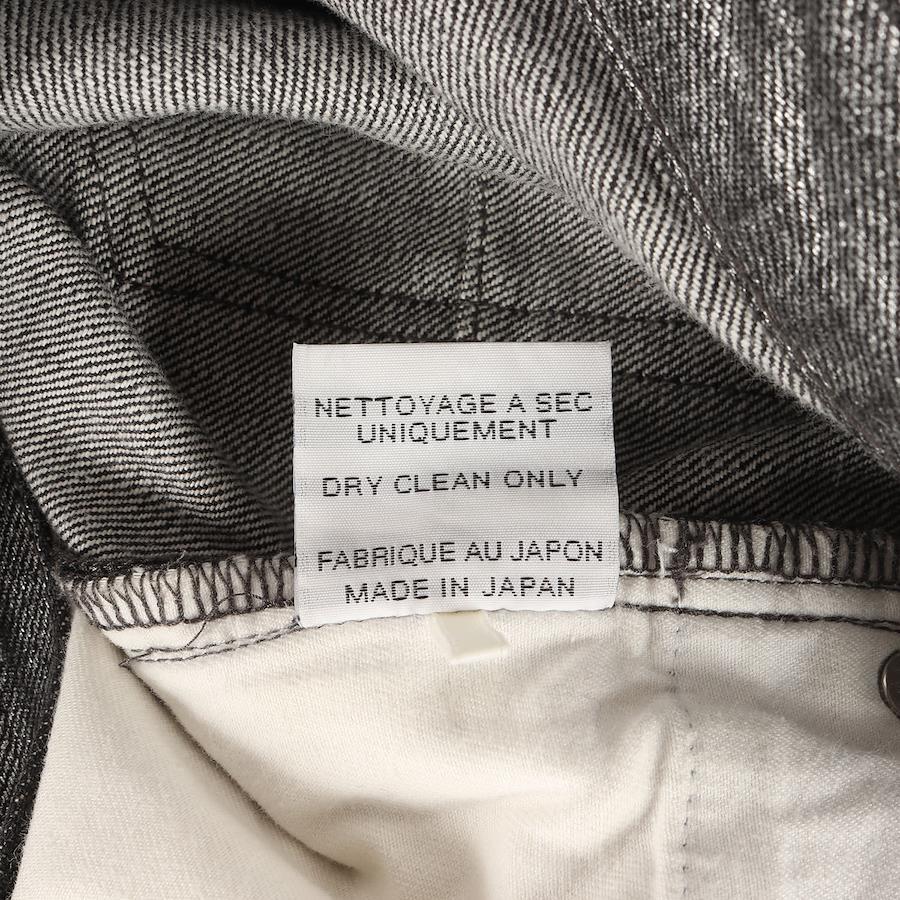 NETTOYAGE A SEC
UNIQUEMENT
DRY CLEAN ONLY
FABRIQUE AU JAPON
MADE IN JAPAN